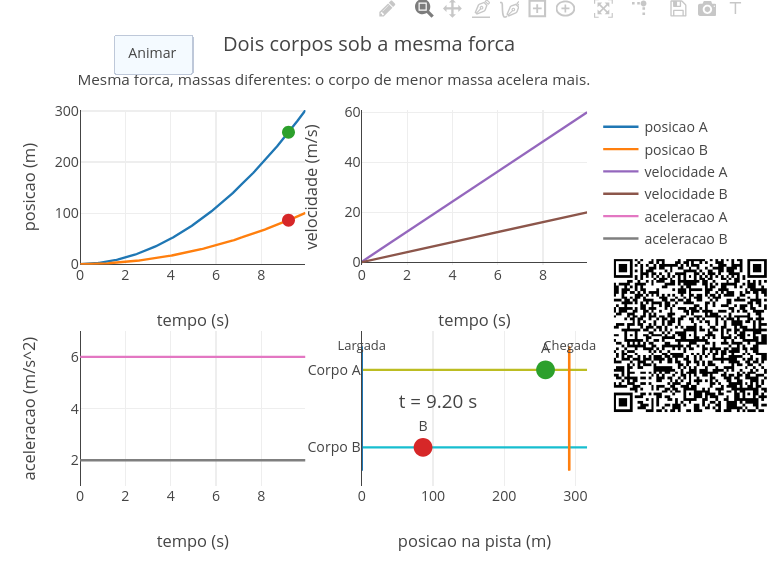 Animar
Dois corpos sob a mesma forca
Mesma forca, massas diferentes: o corpo de menor massa acelera mais.
posicao (m)
300
200
100
0
0 2 4 6 8
tempo (s)
velocidade (m/s)
60
40
20
0
0 2 4 6 8
tempo (s)
posicao A
posicao B
velocidade A
velocidade B
aceleracao A
aceleracao B
aceleracao (m/s^2)
6
4
2
0 2 4 6 8
tempo (s)
Largada
Chegada
A
Corpo A
t = 9.20 s
B
Corpo B
0 100 200 300
posicao na pista (m)
T